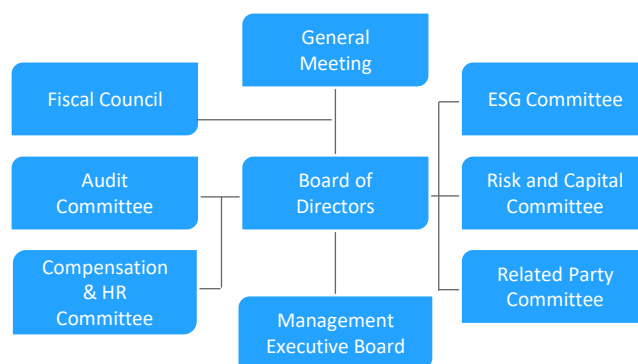 General
Meeting
Fiscal Council
ESG Committee
Audit
Committee
Board of
Directors
Risk and Capital
Committee
Compensation
& HR
Committee
Related Party
Committee
Management
Executive Board